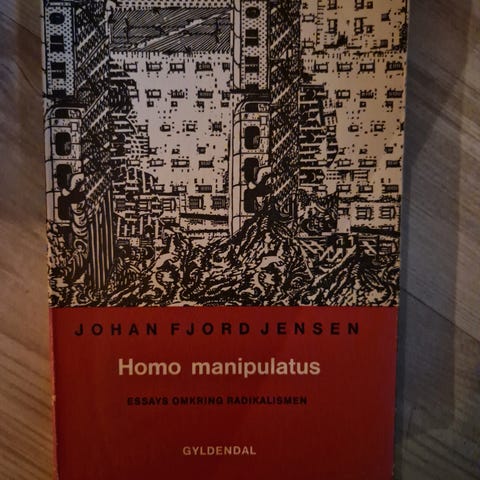 JOHAN FJORD JENSEN
Homo manipulatus
ESSAYS OMKRING RADIKALISMEN
GYLDENDAL